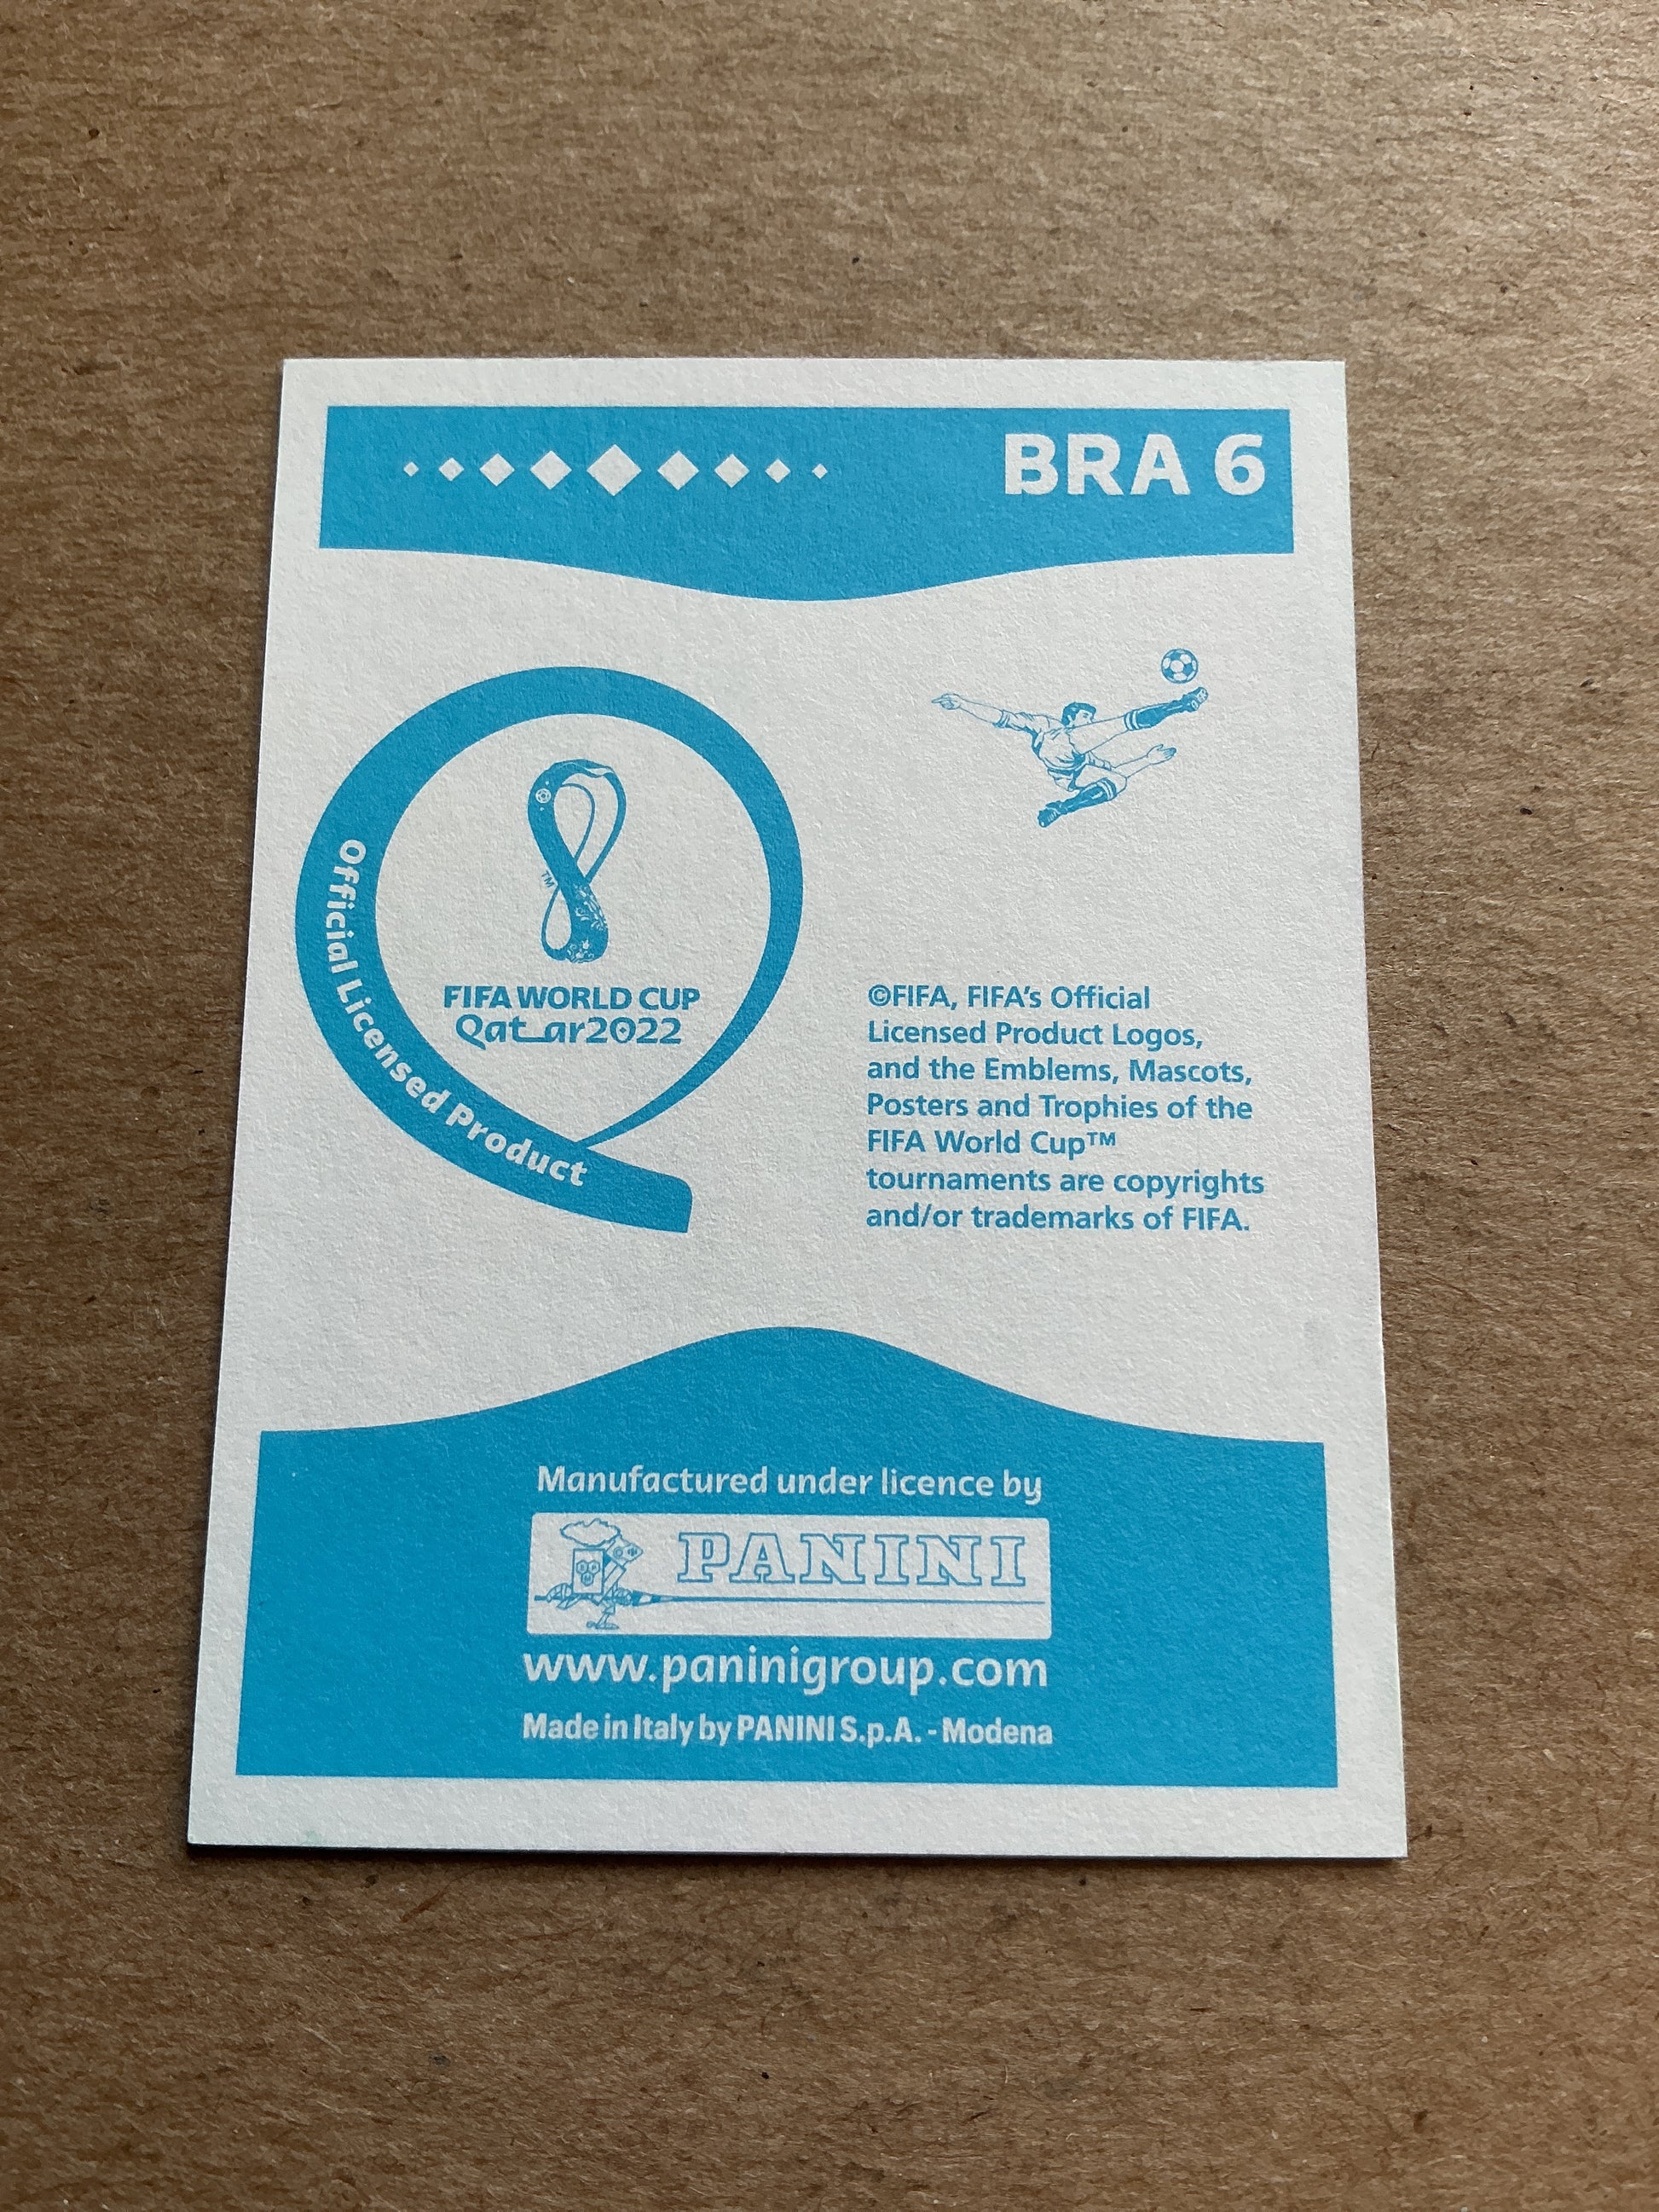 BRA 6
Official Licensed Product
TM
FIFA WORLD CUP
Qatar2022
©FIFA, FIFA's Official
Licensed Product Logos,
and the Emblems, Mascots,
Posters and Trophies of the
FIFA World Cup™
tournaments are copyrights
and/or trademarks of FIFA.
Manufactured under licence by
PANINI
www.paninigroup.com
Made in Italy by PANINI S.p.A. - Modena